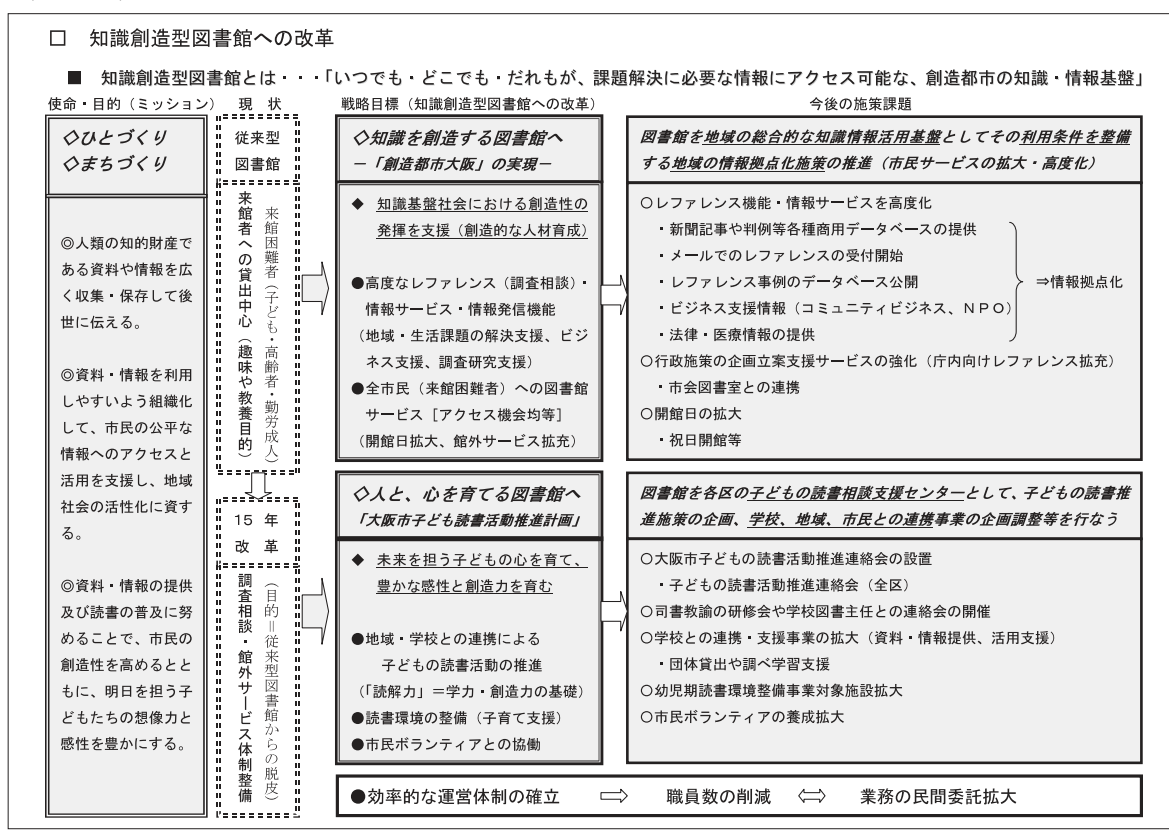 □ 知識創造型図書館への改革
■ 知識創造型図書館とは・・・「いつでも・どこでも・だれもが、課題解決に必要な情報にアクセス可能な、創造都市の知識・情報基盤」
使命・目的(ミッション)
◇ひとづくり
◇まちづくり
◎人類の知的財産で
ある資料や情報を広
く収集・保存して後
世に伝える。
◎資料・情報を利用
しやすいよう組織化
して、市民の公平な
情報へのアクセスと
活用を支援し、地域
社会の活性化に資す
る。
◎資料・情報の提供
及び読書の普及に努
めることで、市民の
創造性を高めるとと
もに、明日を担う子
どもたちの想像力と
感性を豊かにする。
現 状
従来型
図書館
来館困難者(子ども・高齢者・勤労成人)
来館者への貸出中心(趣味や教養目的)
15 年
改 革
(目的=従来型図書館からの脱皮)
調査相談・館外サービス体制整備
戦略目標(知識創造型図書館への改革)
◇知識を創造する図書館へ
-「創造都市大阪」の実現-
◆ 知識基盤社会における創造性の
発揮を支援(創造的な人材育成)
●高度なレファレンス(調査相談)・
情報サービス・情報発信機能
(地域・生活課題の解決支援、ビジ
ネス支援、調査研究支援)
●全市民(来館困難者)への図書館
サービス[アクセス機会均等]
(開館日拡大、館外サービス拡充)
今後の施策課題
図書館を地域の総合的な知識情報活用基盤としてその利用条件を整備
する地域の情報拠点化施策の推進(市民サービスの拡大・高度化)
○レファレンス機能・情報サービスを高度化
・新聞記事や判例等各種商用データベースの提供
・メールでのレファレンスの受付開始
・レファレンス事例のデータベース公開
⇒情報拠点化
・ビジネス支援情報(コミュニティビジネス、NPO)
・法律・医療情報の提供
○行政施策の企画立案支援サービスの強化(庁内向けレファレンス拡充)
・市会図書室との連携
○開館日の拡大
・祝日開館等
◇人と、心を育てる図書館へ
「大阪市子ども読書活動推進計画」
◆ 未来を担う子どもの心を育て、
豊かな感性と創造力を育む
●地域・学校との連携による
子どもの読書活動の推進
(「読解力」=学力・創造力の基礎)
●読書環境の整備(子育て支援)
●市民ボランティアとの協働
図書館を各区の子どもの読書相談支援センターとして、子どもの読書推
進施策の企画、学校、地域、市民との連携事業の企画調整等を行なう
○大阪市子どもの読書活動推進連絡会の設置
・子どもの読書活動推進連絡会(全区)
○司書教諭の研修会や学校図書主任との連絡会の開催
○学校との連携・支援事業の拡大(資料・情報提供、活用支援)
・団体貸出や調べ学習支援
○幼児期読書環境整備事業対象施設拡大
○市民ボランティアの養成拡大
●効率的な運営体制の確立 ⇨ 職員数の削減 ⇔ 業務の民間委託拡大